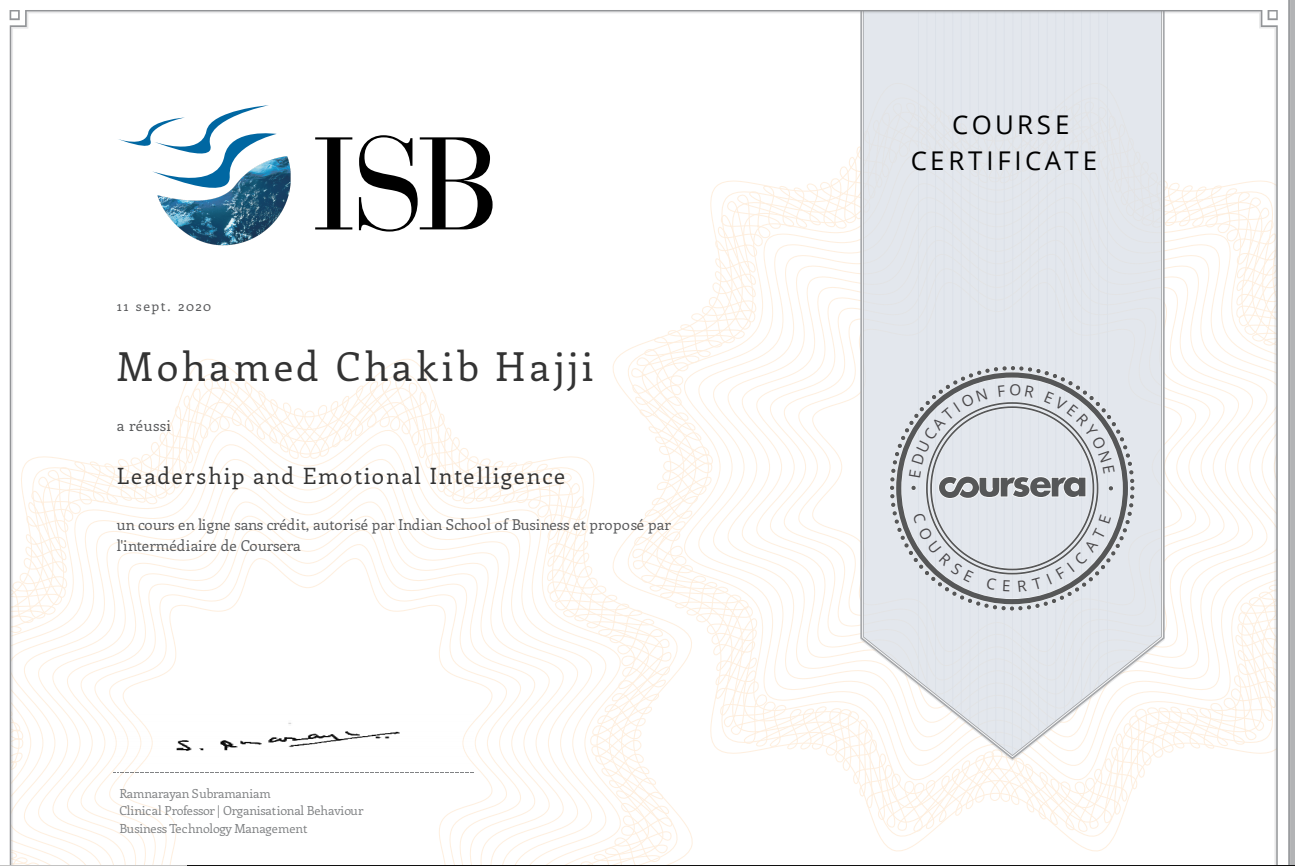 ISB
COURSE
CERTIFICATE
11 sept. 2020
Mohamed Chakib Hajji
a réussi
Leadership and Emotional Intelligence
un cours en ligne sans crédit, autorisé par Indian School of Business et proposé par
l'intermédiaire de Coursera
EDUCATION FOR EVERYONE
coursera
COURSE CERTIFICATE
Ramnarayan Subramaniam
Clinical Professor | Organisational Behaviour
Business Technology Management